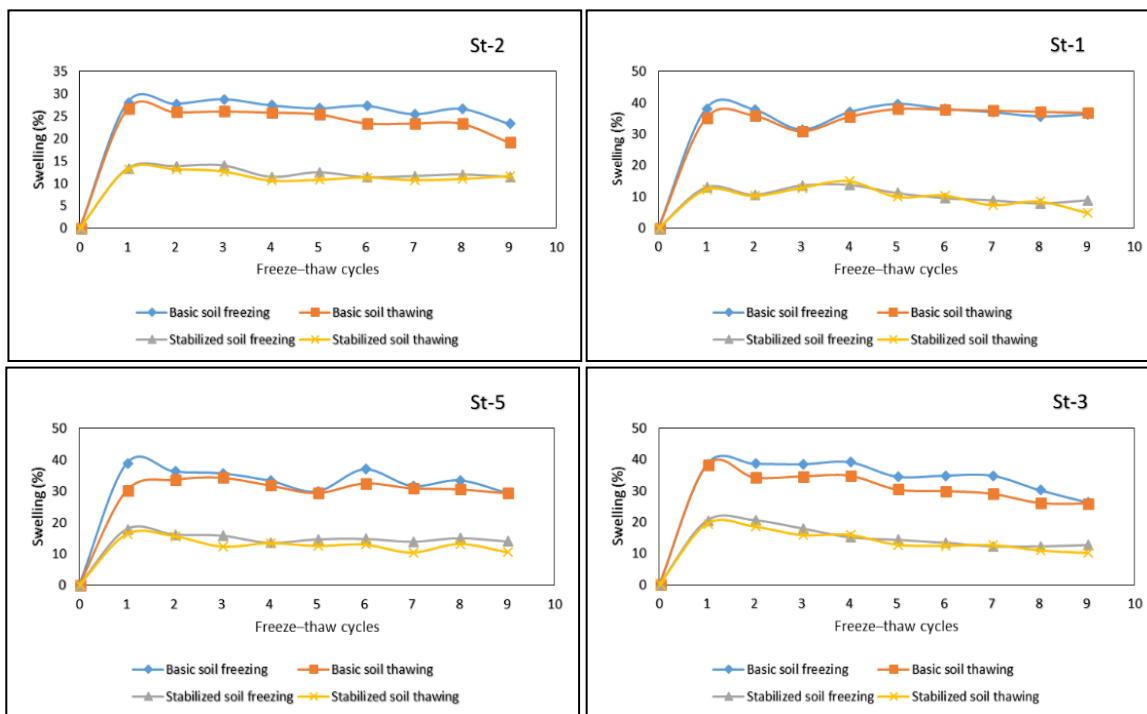 St-2
35
30
25
20
15
10
5
0
Swelling (%)
0 1 2 3 4 5 6 7 8 9 10
Freeze–thaw cycles
Basic soil freezing Basic soil thawing
Stabilized soil freezing Stabilized soil thawing
St-1
50
40
30
20
10
0
Swelling (%)
0 1 2 3 4 5 6 7 8 9 10
Freeze–thaw cycles
Basic soil freezing Basic soil thawing
Stabilized soil freezing Stabilized soil thawing
St-5
50
40
30
20
10
0
Swelling (%)
0 1 2 3 4 5 6 7 8 9 10
Freeze–thaw cycles
Basic soil freezing Basic soil thawing
Stabilized soil freezing Stabilized soil thawing
St-3
50
40
30
20
10
0
Swelling (%)
0 1 2 3 4 5 6 7 8 9 10
Freeze–thaw cycles
Basic soil freezing Basic soil thawing
Stabilized soil freezing Stabilized soil thawing